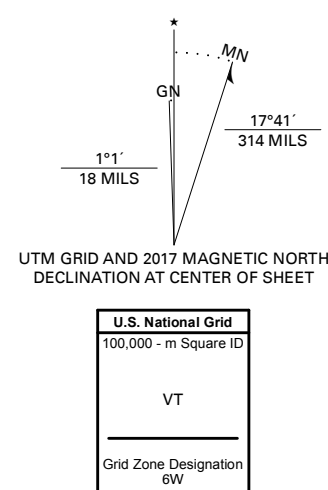 ★
MN
GN
17°41´
314 MILS
1°1´
18 MILS
UTM GRID AND 2017 MAGNETIC NORTH
DECLINATION AT CENTER OF SHEET
U.S. National Grid
100,000 - m Square ID
VT
Grid Zone Designation
6W